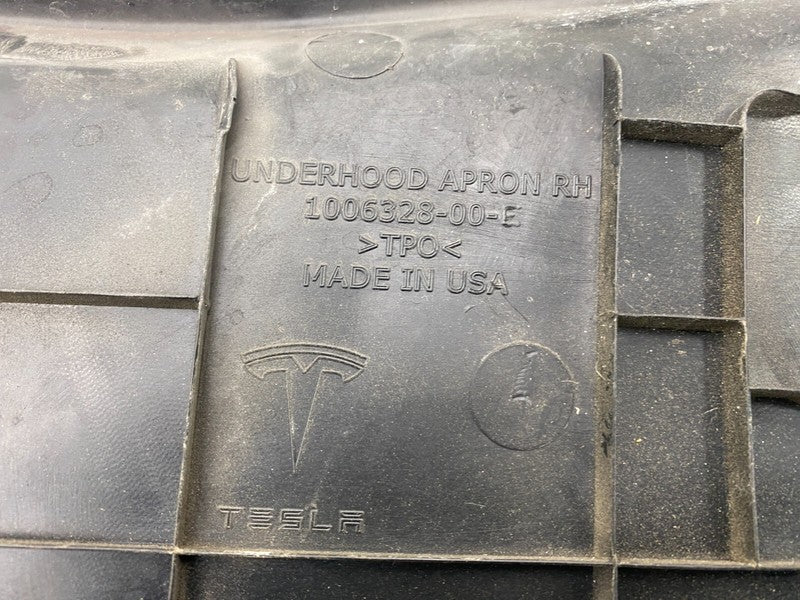 UNDERHOOD APRON RH
1006328-00-E
>TPO<
MADE IN USA
TESLA